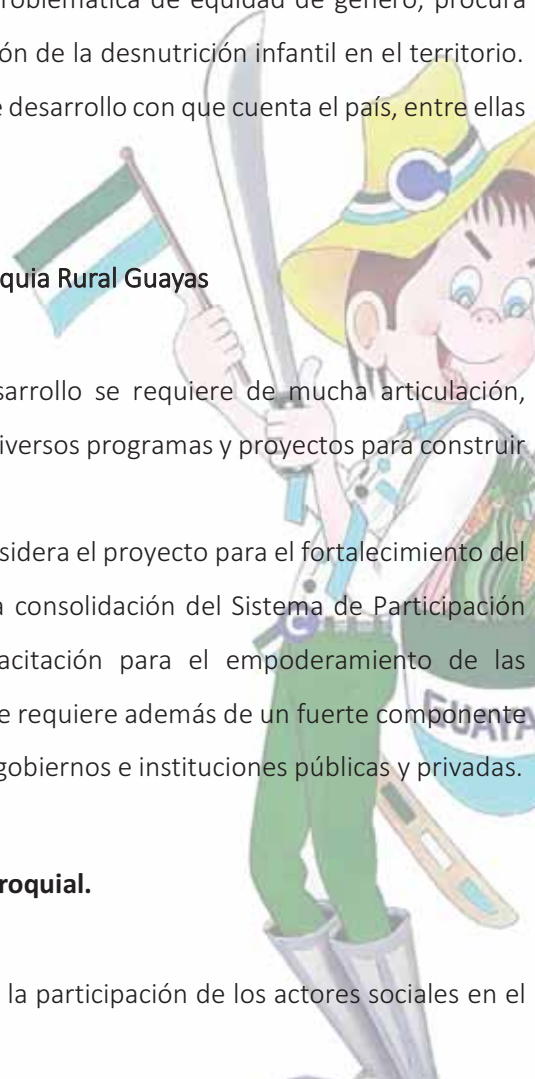 problemática de equidad de género, procura
ón de la desnutrición infantil en el territorio.
e desarrollo con que cuenta el país, entre ellas
quia Rural Guayas
sarrollo se requiere de mucha articulación,
iversos programas y proyectos para construir
sidera el proyecto para el fortalecimiento del
a consolidación del Sistema de Participación
acitación para el empoderamiento de las
e requiere además de un fuerte componente
GUAYA
gobiernos e instituciones públicas y privadas.
roquial.
la participación de los actores sociales en el